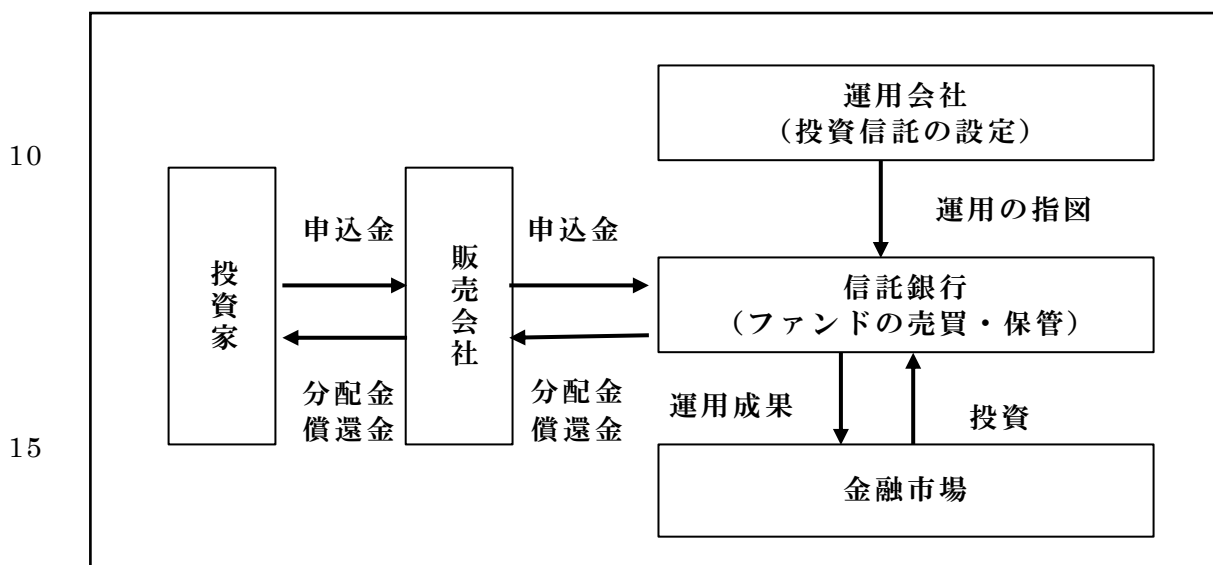 運用会社
（投資信託の設定）
10
運用の指図
申込金
申込金
投資家
販売会社
信託銀行
（ファンドの売買・保管）
分配金
償還金
分配金
償還金
運用成果
投資
15
金融市場